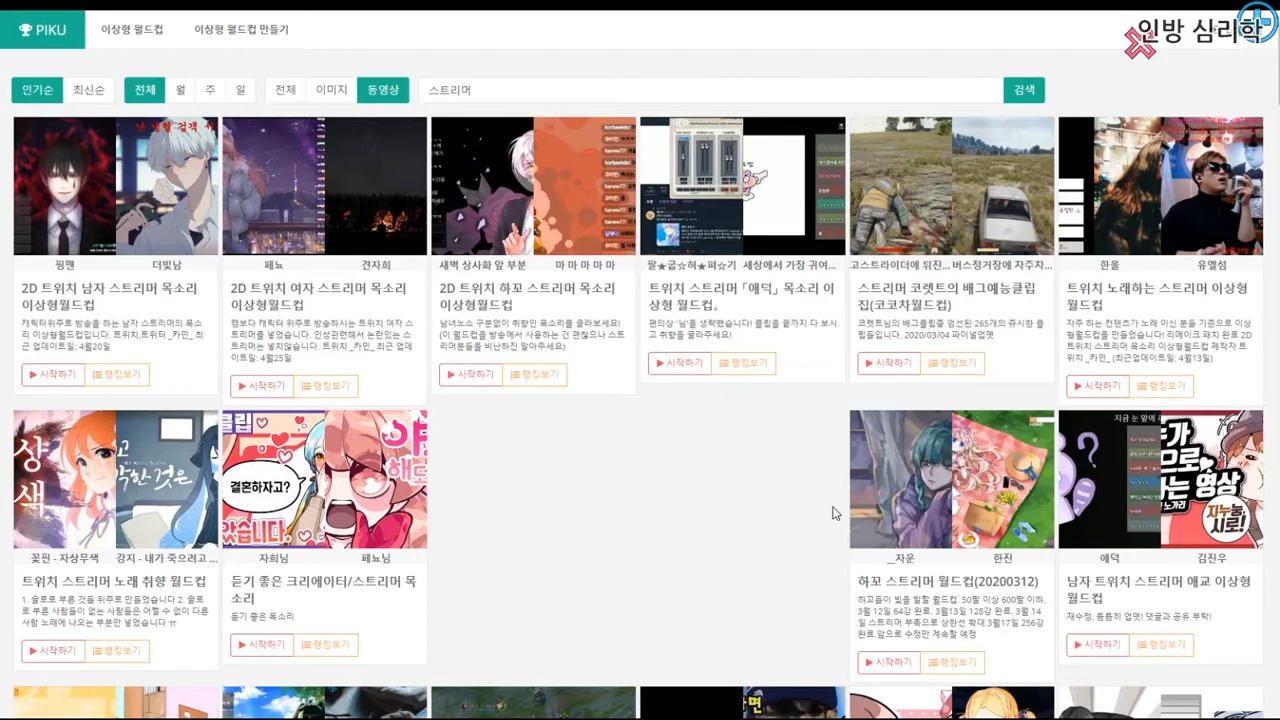 PIKU
이상형 월드컵
이상형 월드컵 만들기
인방 심리학
인기순
최신순
전체
월
주
일
전체
이미지
동영상
스트리머
검색
핑맨
더빛남
2D 트위치 남자 스트리머 목소리
이상형월드컵
캐릭터위주로 방송을 하는 남자 스트리머의 목소
리 이상형월드컵입니다. 트위치,트위터 _카민_ 최
근 업데이트일: 4월20일
시작하기
랭킹보기
페뇨
견자희
2D 트위치 여자 스트리머 목소리
이상형월드컵
캠보다 캐릭터 위주로 방송하시는 트위치 여자 스
트리머를 넣었습니다. 인성관련해서 논란있는 스
트리머는 넣지않습니다. 트위치 _카민_ 최근 업데
이트일: 4월25일
시작하기
랭킹보기
새벽 상사화 앞 부분
마 마 마 마 마
2D 트위치 하꼬 스트리머 목소리
이상형월드컵
남녀노소 구분없이 취향인 목소리를 골라보세요!
(이 월드컵을 방송에서 사용하는 건 괜찮으나 스트
리머분들을 비난하진 말아주세요)
시작하기
랭킹보기
팔★굽☆혀★펴☆기
세상에서 가장 귀여...
트위치 스트리머 「애덕」 목소리 이
상형 월드컵。
편의상 '님'을 생략했습니다! 클립을 끝까지 다 보시
고 취향을 골라주세요!
시작하기
랭킹보기
고스트라이더에 뒤진...
버스정거장에 자주자...
스트리머 코렛트의 배그예능클립
집(코코차월드컵)
코렛트님의 배그클립중 엄선된 265개의 쥬시한 클
립들입니다. 2020/03/04 파이널업뎃
시작하기
랭킹보기
한울
유엘섬
트위치 노래하는 스트리머 이상형
월드컵
자주 하는 컨텐츠가 노래 이신 분들 기준으로 이상
형월드컵을 만들었습니다! 리메이크 패치 완료 2D
트위치 스트리머 목소리 이상형월드컵 제작자 트
위치 _카민_ (최근업데이트일: 4월13일)
시작하기
랭킹보기
상
색
꽃핀 - 자상무색
강지 - 내가 죽으려고 ...
트위치 스트리머 노래 취향 월드컵
1. 솔로로 부른 것들 위주로 만들었습니다 2. 솔로
로 부른 사람들이 없는 사람들은 어쩔 수 없이 다른
사람 노래에 나오는 부분만 넣었습니다 ㅠ
시작하기
랭킹보기
결혼하자고?
자희님
페뇨님
듣기 좋은 크리에이터/스트리머 목
소리
듣기 좋은 목소리
시작하기
랭킹보기
__자운
한진
하꼬 스트리머 월드컵(20200312)
하꼬들이 빛을 발할 월드컵. 50팔 이상 600팔 이하.
3월 12일 64강 완료. 3월13일 128강 완료. 3월 14
일 스트리머 부족으로 상한선 확대.3월17일 256강
완료.앞으로 수정만 계속할 예정
시작하기
랭킹보기
지금 눈 앞에
애덕
김진우
남자 트위치 스트리머 애교 이상형
월드컵
재수정, 틈틈히 업뎃! 댓글과 공유 부탁!
시작하기
랭킹보기